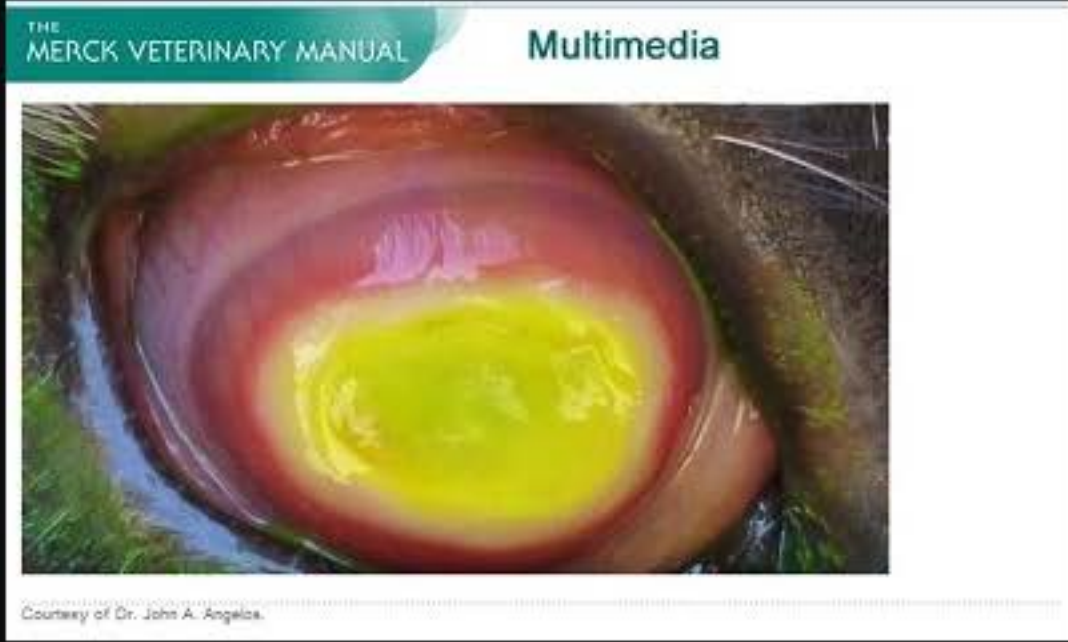 THE
MERCK VETERINARY MANUAL
Multimedia
Courtesy of Dr. John A. Angelos.